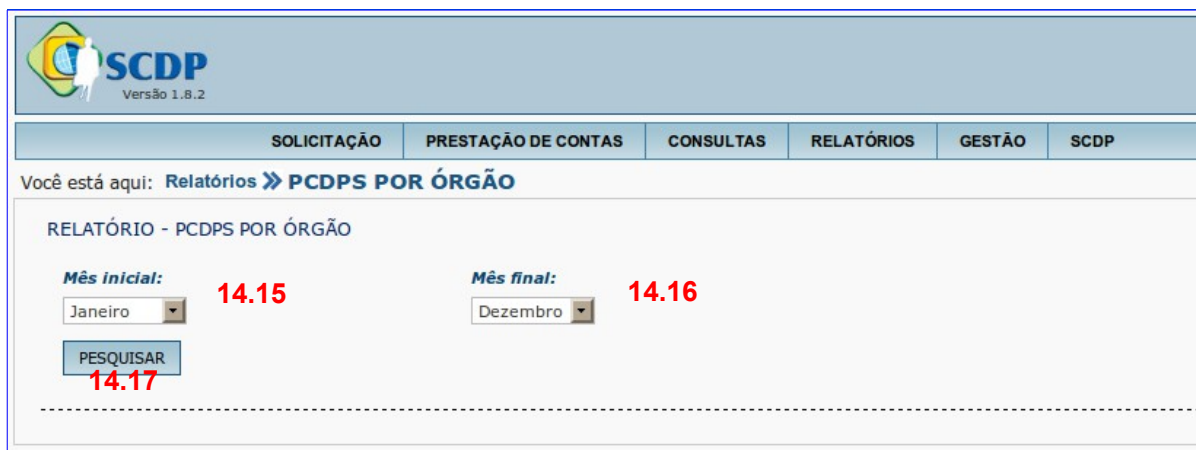 SCDP
Versão 1.8.2
SOLICITAÇÃO PRESTAÇÃO DE CONTAS CONSULTAS RELATÓRIOS GESTÃO SCDP
Você está aqui: Relatórios >> PCDPS POR ÓRGÃO
RELATÓRIO - PCDPS POR ÓRGÃO
Mês inicial: Mês final:
14.15 14.16
Janeiro Dezembro
PESQUISAR
14.17